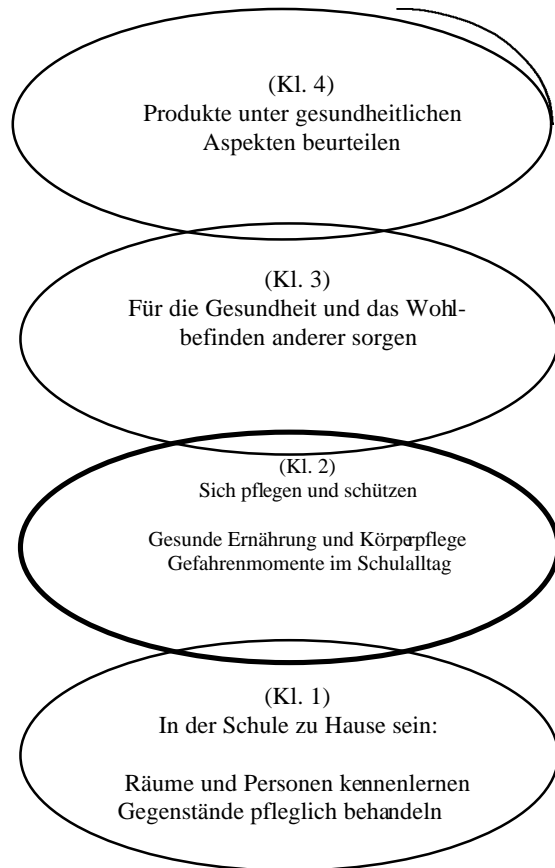 (Kl. 4)
Produkte unter gesundheitlichen
Aspekten beurteilen
(Kl. 3)
Für die Gesundheit und das Wohl-
befinden anderer sorgen
(Kl. 2)
Sich pflegen und schützen
Gesunde Ernährung und Körperpflege
Gefahrenmomente im Schulalltag
(Kl. 1)
In der Schule zu Hause sein:
Räume und Personen kennenlernen
Gegenstände pfleglich behandeln